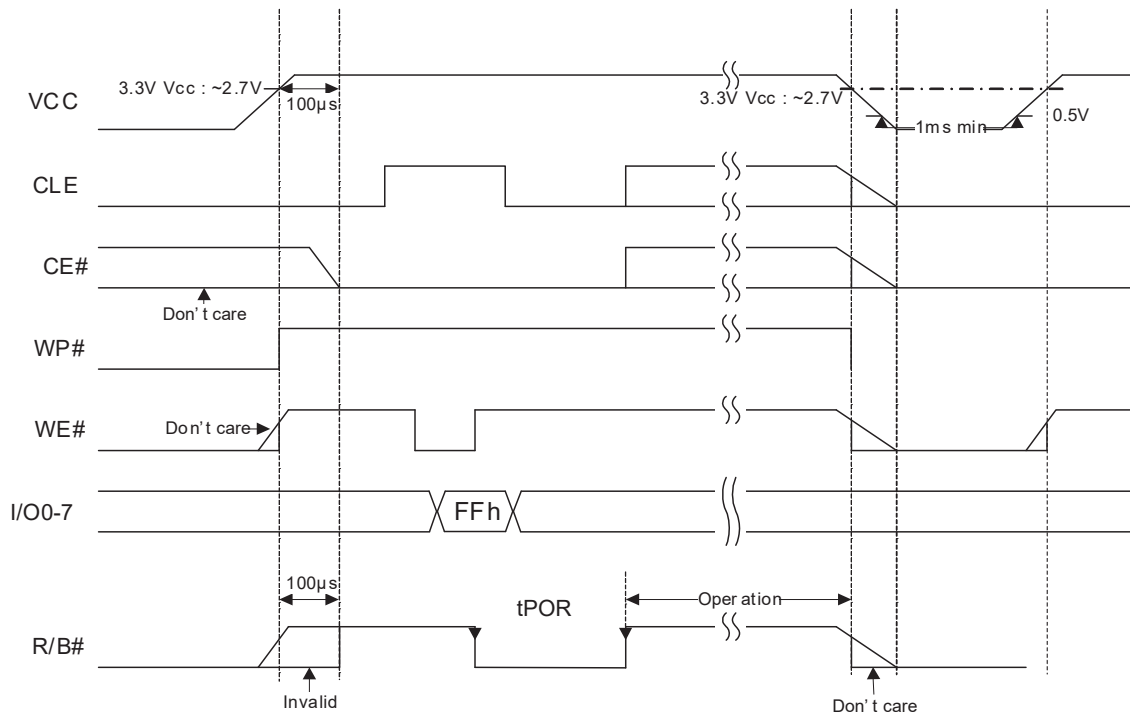 VCC
3.3V Vcc : ~2.7V
100μs
3.3V Vcc : ~2.7V
1ms min
0.5V
CLE
CE#
Don't care
WP#
WE#
Don't care
I/O0-7
FFh
100μs
tPOR
Operation
R/B#
Invalid
Don't care